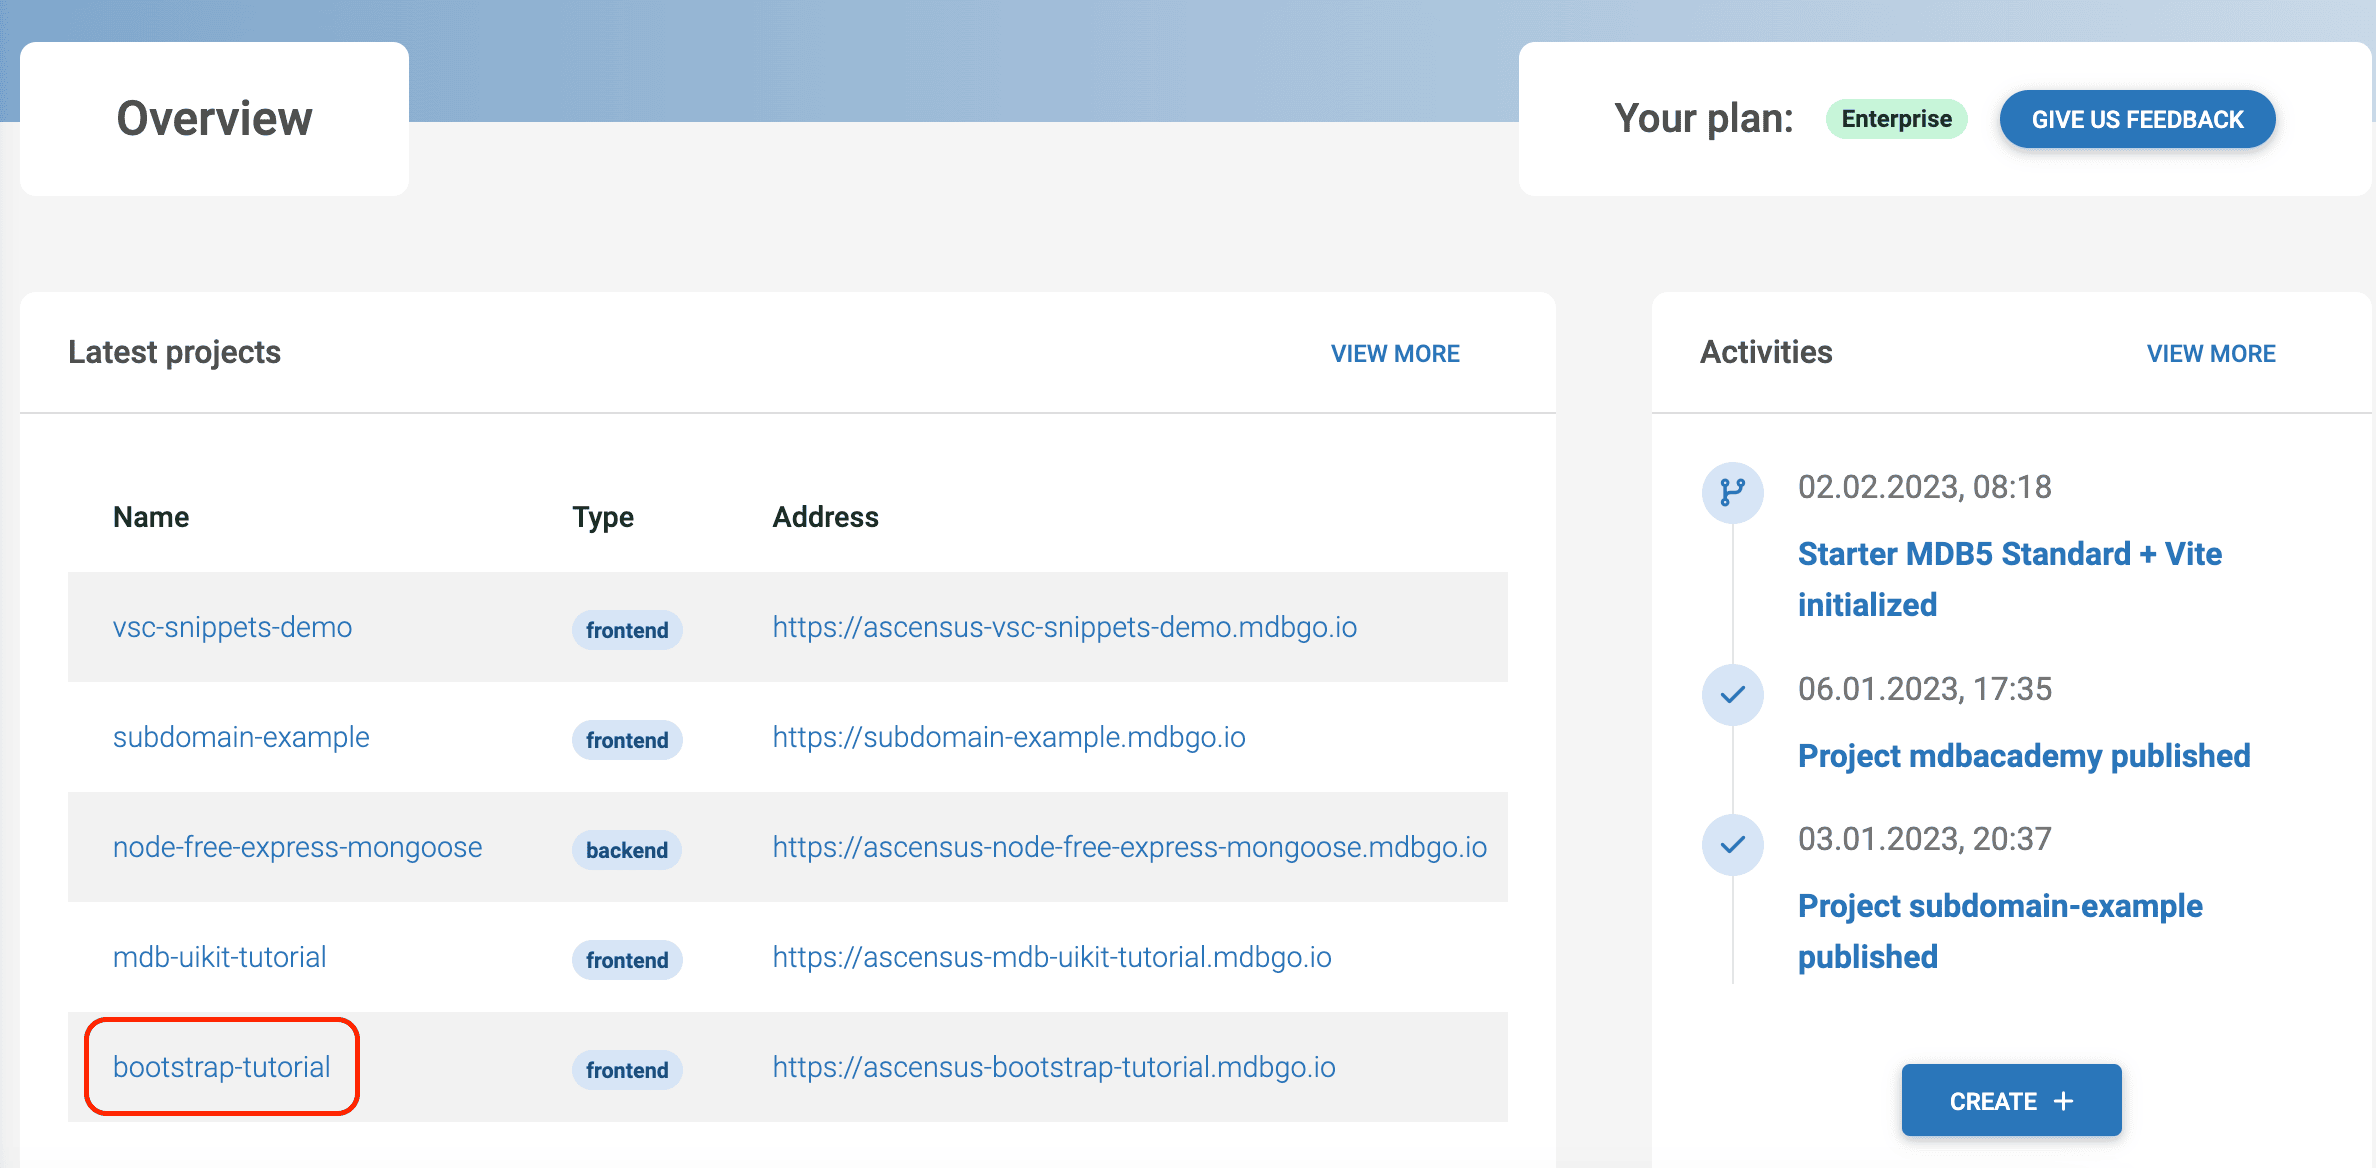 Overview
Your plan: Enterprise GIVE US FEEDBACK
Latest projects VIEW MORE
Name Type Address
vsc-snippets-demo frontend https://ascensus-vsc-snippets-demo.mdbgo.io
subdomain-example frontend https://subdomain-example.mdbgo.io
node-free-express-mongoose backend https://ascensus-node-free-express-mongoose.mdbgo.io
mdb-uikit-tutorial frontend https://ascensus-mdb-uikit-tutorial.mdbgo.io
bootstrap-tutorial frontend https://ascensus-bootstrap-tutorial.mdbgo.io
Activities VIEW MORE
02.02.2023, 08:18
Starter MDB5 Standard + Vite
initialized
06.01.2023, 17:35
Project mdbacademy published
03.01.2023, 20:37
Project subdomain-example
published
CREATE +